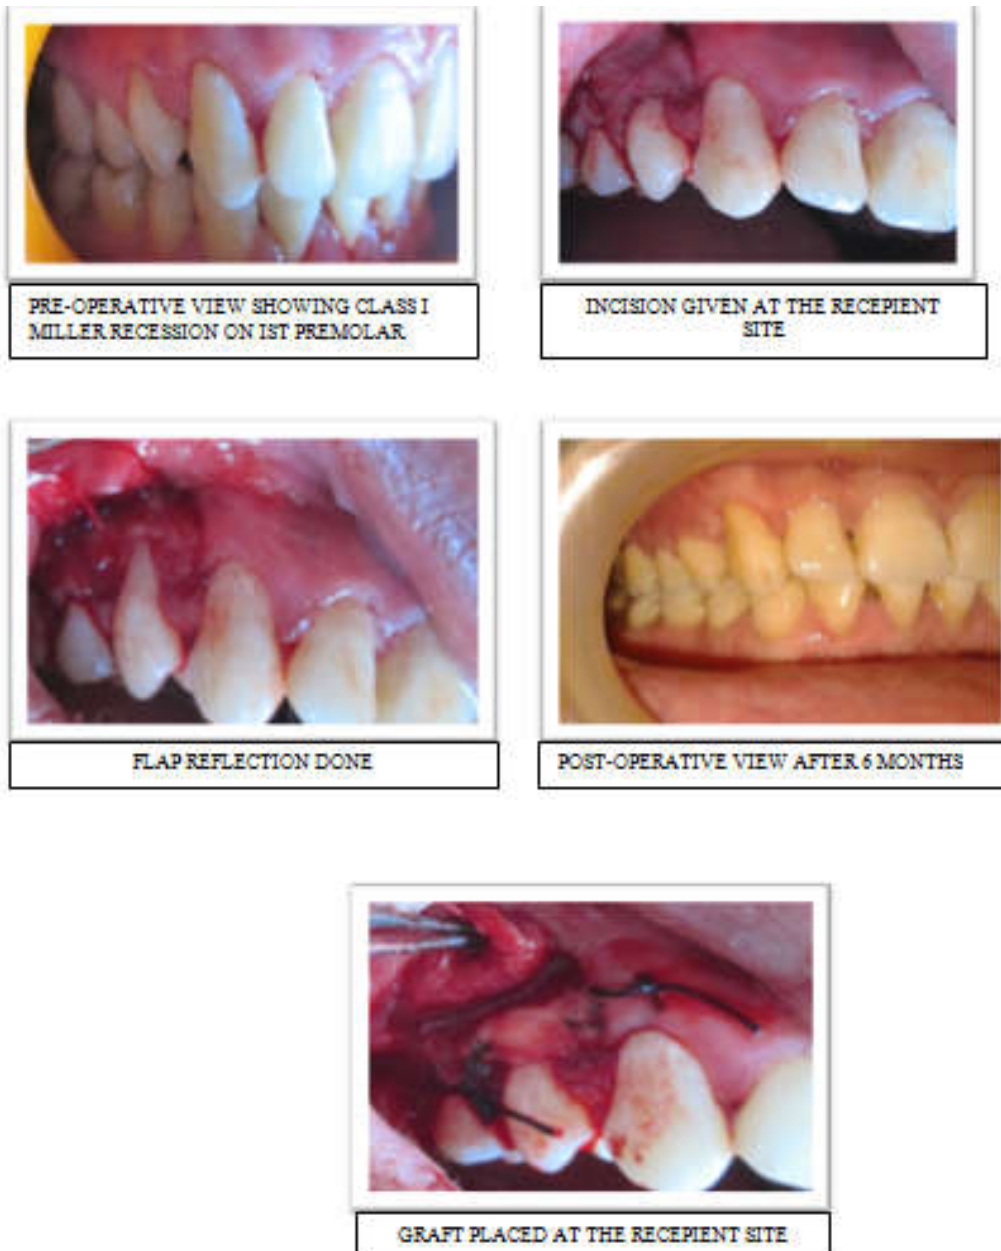 PRE-OPERATIVE VIEW SHOWING CLASS I
MILLER RECESSION ON IST PREMOLAR
INCISION GIVEN AT THE RECEPIENT
SITE
FLAP REFLECTION DONE
POST-OPERATIVE VIEW AFTER 6 MONTHS
GRAFT PLACED AT THE RECEPIENT SITE